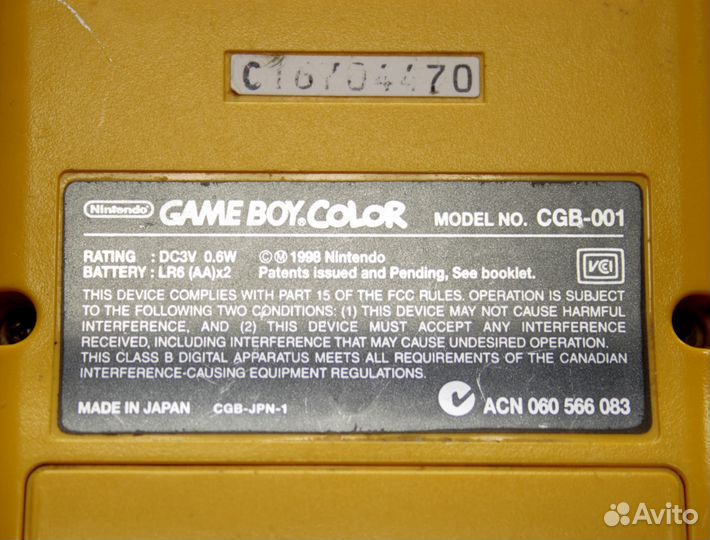 C16704470
Nintendo GAME BOY COLOR MODEL NO. CGB-001
RATING : DC3V 0.6W © Ⓜ 1998 Nintendo
BATTERY : LR6 (AA)x2 Patents issued and Pending, See booklet.
VCI
THIS DEVICE COMPLIES WITH PART 15 OF THE FCC RULES. OPERATION IS SUBJECT
TO THE FOLLOWING TWO CONDITIONS: (1) THIS DEVICE MAY NOT CAUSE HARMFUL
INTERFERENCE, AND (2) THIS DEVICE MUST ACCEPT ANY INTERFERENCE
RECEIVED, INCLUDING INTERFERENCE THAT MAY CAUSE UNDESIRED OPERATION.
THIS CLASS B DIGITAL APPARATUS MEETS ALL REQUIREMENTS OF THE CANADIAN
INTERFERENCE-CAUSING EQUIPMENT REGULATIONS.
MADE IN JAPAN CGB-JPN-1 ACN 060 566 083
Avito